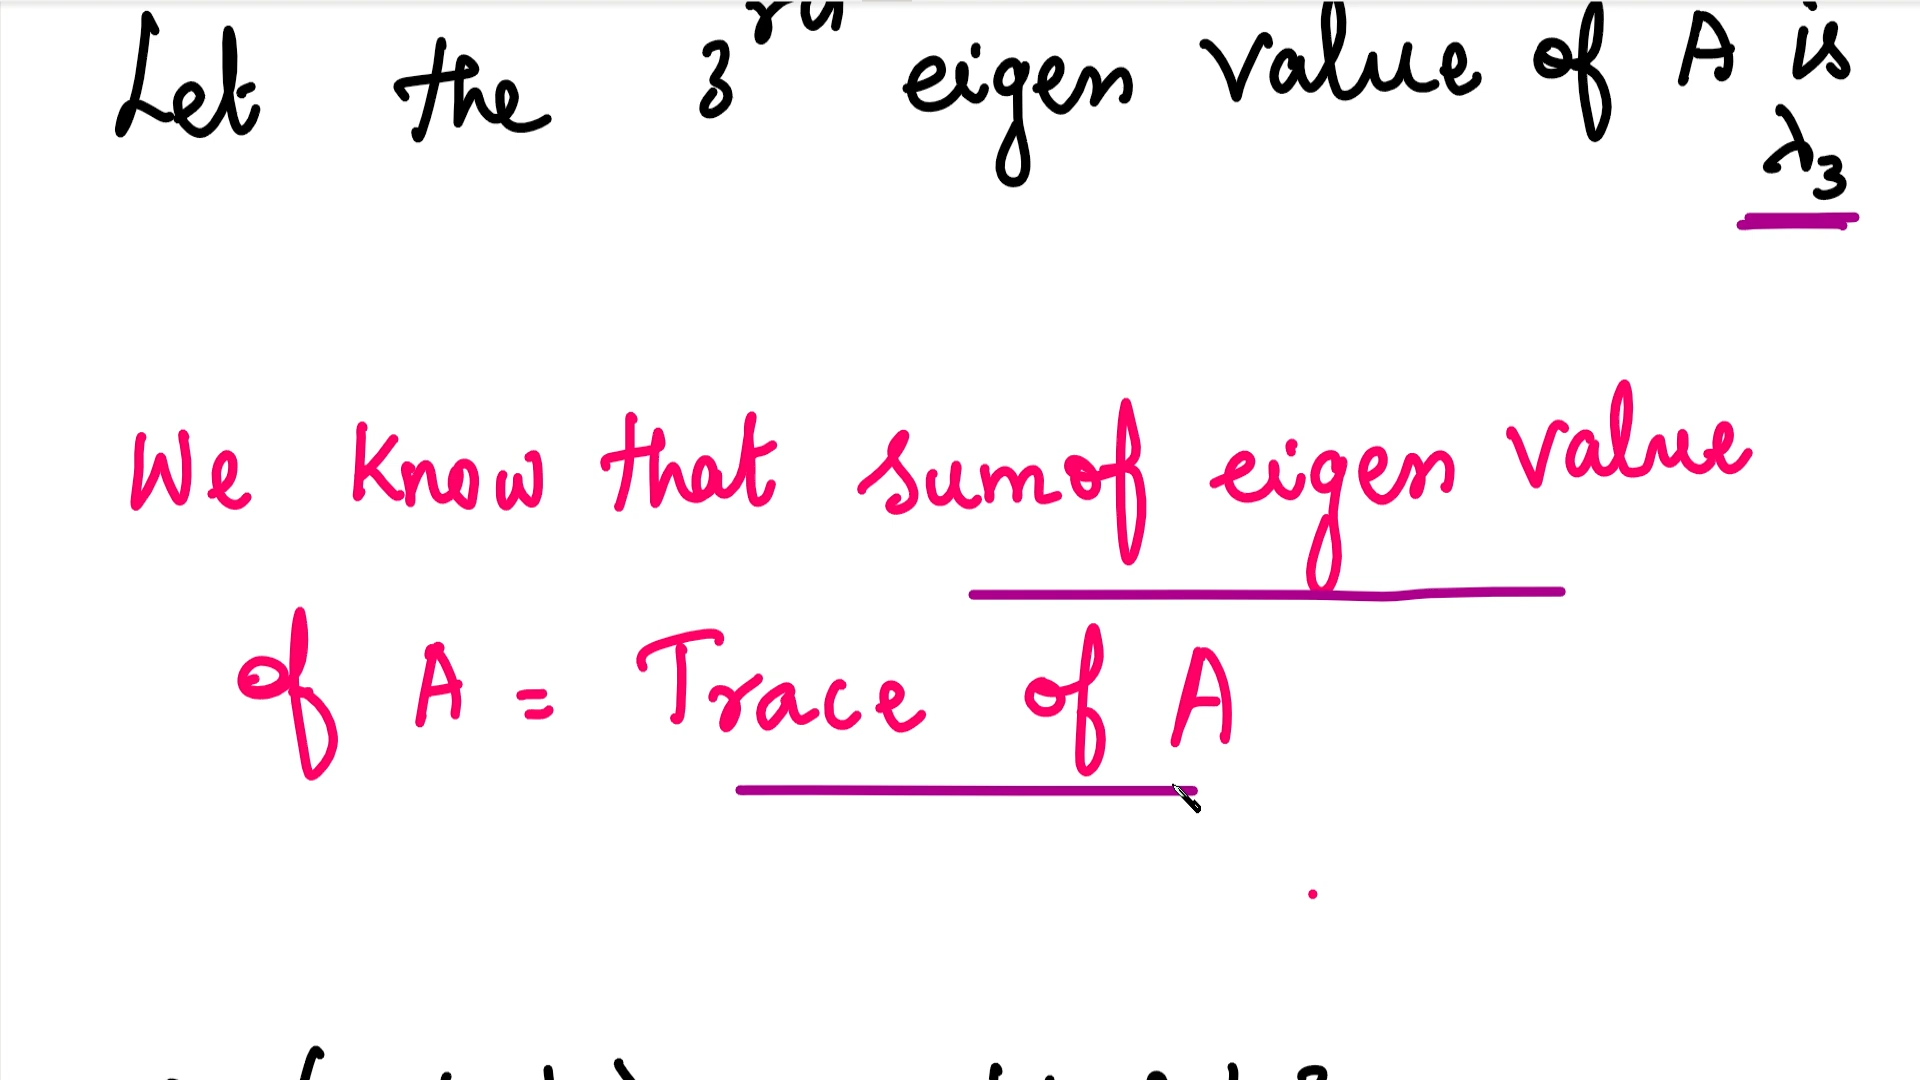 Let the 3rd eigen value of A is
λ3
We know that sum of eigen value
of A = Trace of A